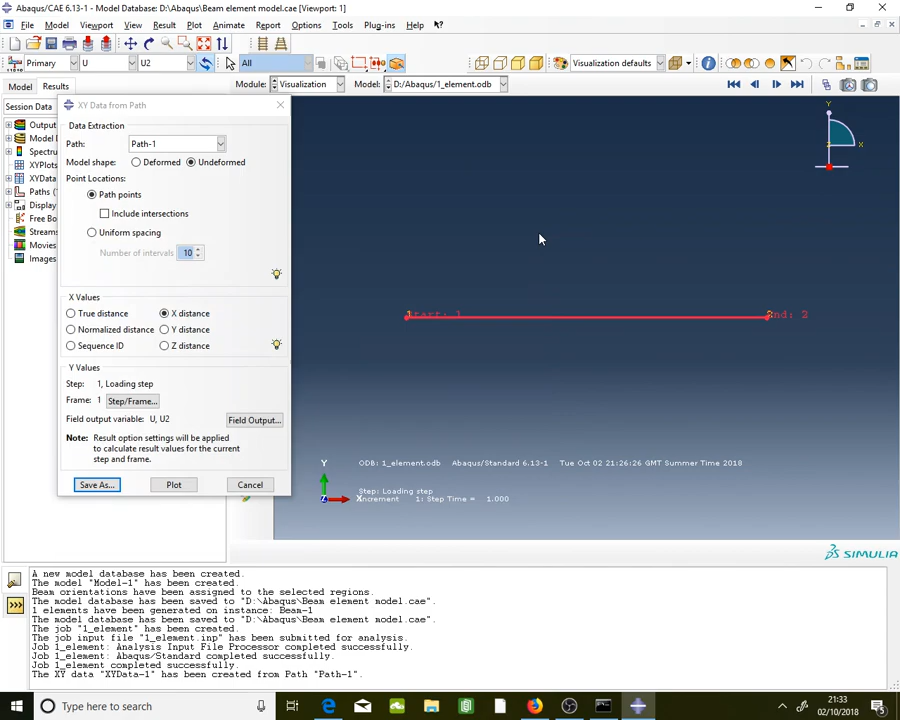 Abaqus/CAE 6.13-1 - Model Database: D:\Abaqus\Beam element model.cae [Viewport: 1]
File Model Viewport View Result Plot Animate Report Options Tools Plug-ins Help
Primary U U2 All Visualization defaults
Model Results Module: Visualization Model: D:/Abaqus/1_element.odb
Session Data
Output
Model D
Spectru
XYPlots
XYData
Paths (
Display
Free Bo
Streams
Movies
Images
XY Data from Path
Data Extraction
Path: Path-1
Model shape: Deformed Undeformed
Point Locations:
Path points
Include intersections
Uniform spacing
Number of intervals 10
X Values
True distance X distance
Normalized distance Y distance
Sequence ID Z distance
Y Values
Step: 1, Loading step
Frame: 1 Step/Frame...
Field output variable: U, U2 Field Output...
Note: Result option settings will be applied
to calculate result values for the current
step and frame.
Save As... Plot Cancel
Y
X
Z
Start: 1
End: 2
ODB: 1_element.odb Abaqus/Standard 6.13-1 Tue Oct 02 21:26:26 GMT Summer Time 2018
Y
Z X
Step: Loading step
Increment 1: Step Time = 1.000
SIMULIA
A new model database has been created.
The model "Model-1" has been created.
Beam orientations have been assigned to the selected regions.
The model database has been saved to "D:\Abaqus\Beam element model.cae".
1 elements have been generated on instance: Beam-1
The model database has been saved to "D:\Abaqus\Beam element model.cae".
The job "1_element" has been created.
The job input file "1_element.inp" has been submitted for analysis.
Job 1_element: Analysis Input File Processor completed successfully.
Job 1_element: Abaqus/Standard completed successfully.
Job 1_element completed successfully.
The XY data "XYData-1" has been created from Path "Path-1".
Type here to search
21:33
02/10/2018
5